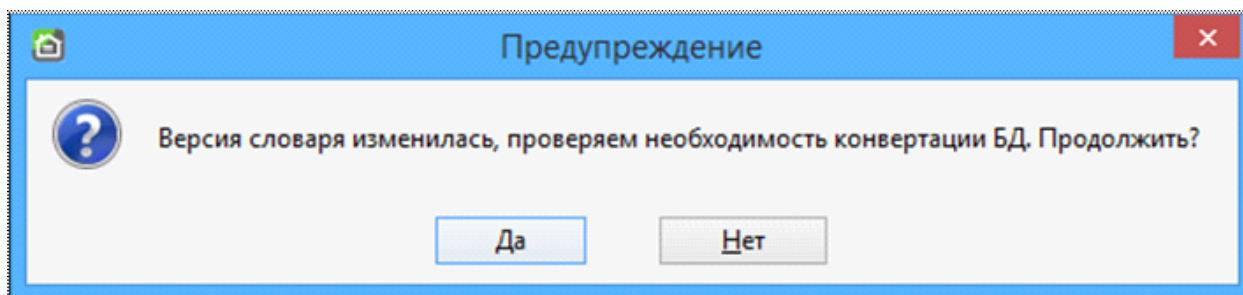 Предупреждение
Версия словаря изменилась, проверяем необходимость конвертации БД. Продолжить?
Да
Нет